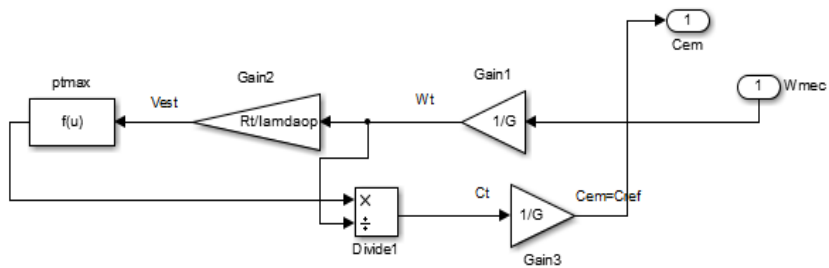 1
Cem
ptmax
Gain2
Gain1
1
Wmec
Vest
Wt
f(u)
Rt/lamdaop
1/G
×
÷
Divide1
Ct
1/G
Cem=Cref
Gain3